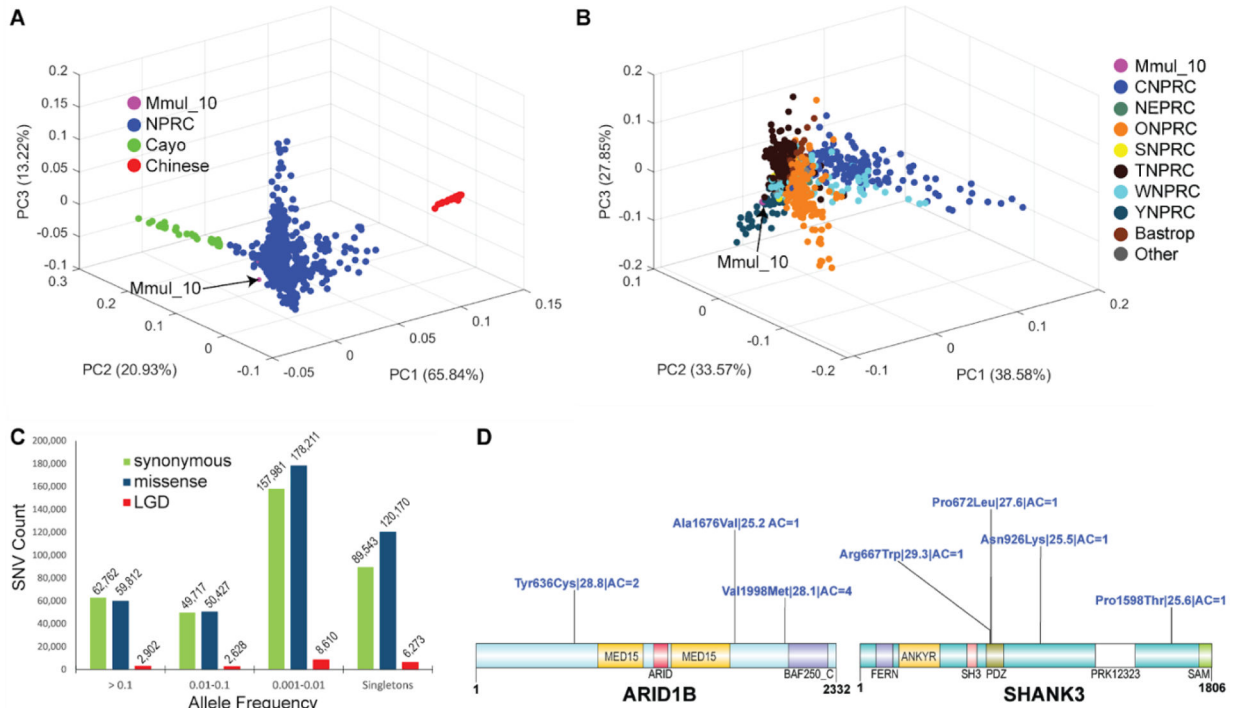 A
0.2
0.15
0.1
0.05
0
-0.05
-0.1
PC3 (13.22%)
Mmul_10
NPRC
Cayo
Chinese
Mmul_10
0.3
0.2
0.1
0
-0.1
PC2 (20.93%)
-0.05
0
0.05
0.1
0.15
PC1 (65.84%)
B
0.2
0.1
0
-0.1
-0.2
PC3 (27.85%)
Mmul_10
0.1
0
-0.1
-0.2
PC2 (33.57%)
-0.1
0
0.1
0.2
PC1 (38.58%)
Mmul_10
CNPRC
NEPRC
ONPRC
SNPRC
TNPRC
WNPRC
YNPRC
Bastrop
Other
C
200,000
180,000
160,000
140,000
120,000
100,000
80,000
60,000
40,000
20,000
0
SNV Count
synonymous
missense
LGD
62,762
59,812
2,902
49,717
50,427
2,628
157,981
178,211
8,610
89,543
120,170
6,273
> 0.1
0.01-0.1
0.001-0.01
Singletons
Allele Frequency
D
Tyr636Cys|28.8|AC=2
Ala1676Val|25.2 AC=1
Val1998Met|28.1|AC=4
MED15
MED15
ARID
BAF250_C
1
2332
ARID1B
Pro672Leu|27.6|AC=1
Arg667Trp|29.3|AC=1
Asn926Lys|25.5|AC=1
Pro1598Thr|25.6|AC=1
ANKYR
FERN
SH3
PDZ
PRK12323
SAM
1
1806
SHANK3